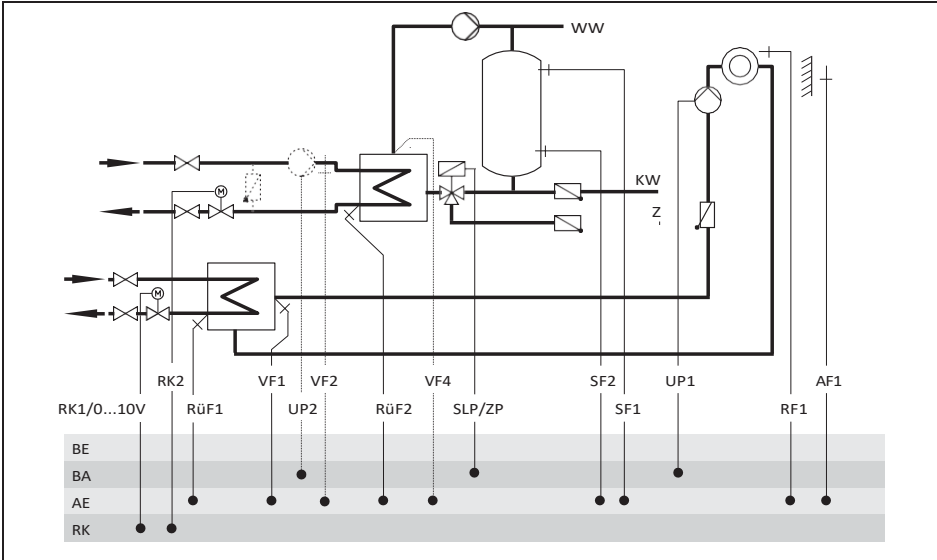 WW
M
KW
Z
M
RK2 VF1 VF2 VF4 SF2 UP1 AF1
RK1/0...10V RüF1 UP2 RüF2 SLP/ZP SF1 RF1
BE
BA
AE
RK